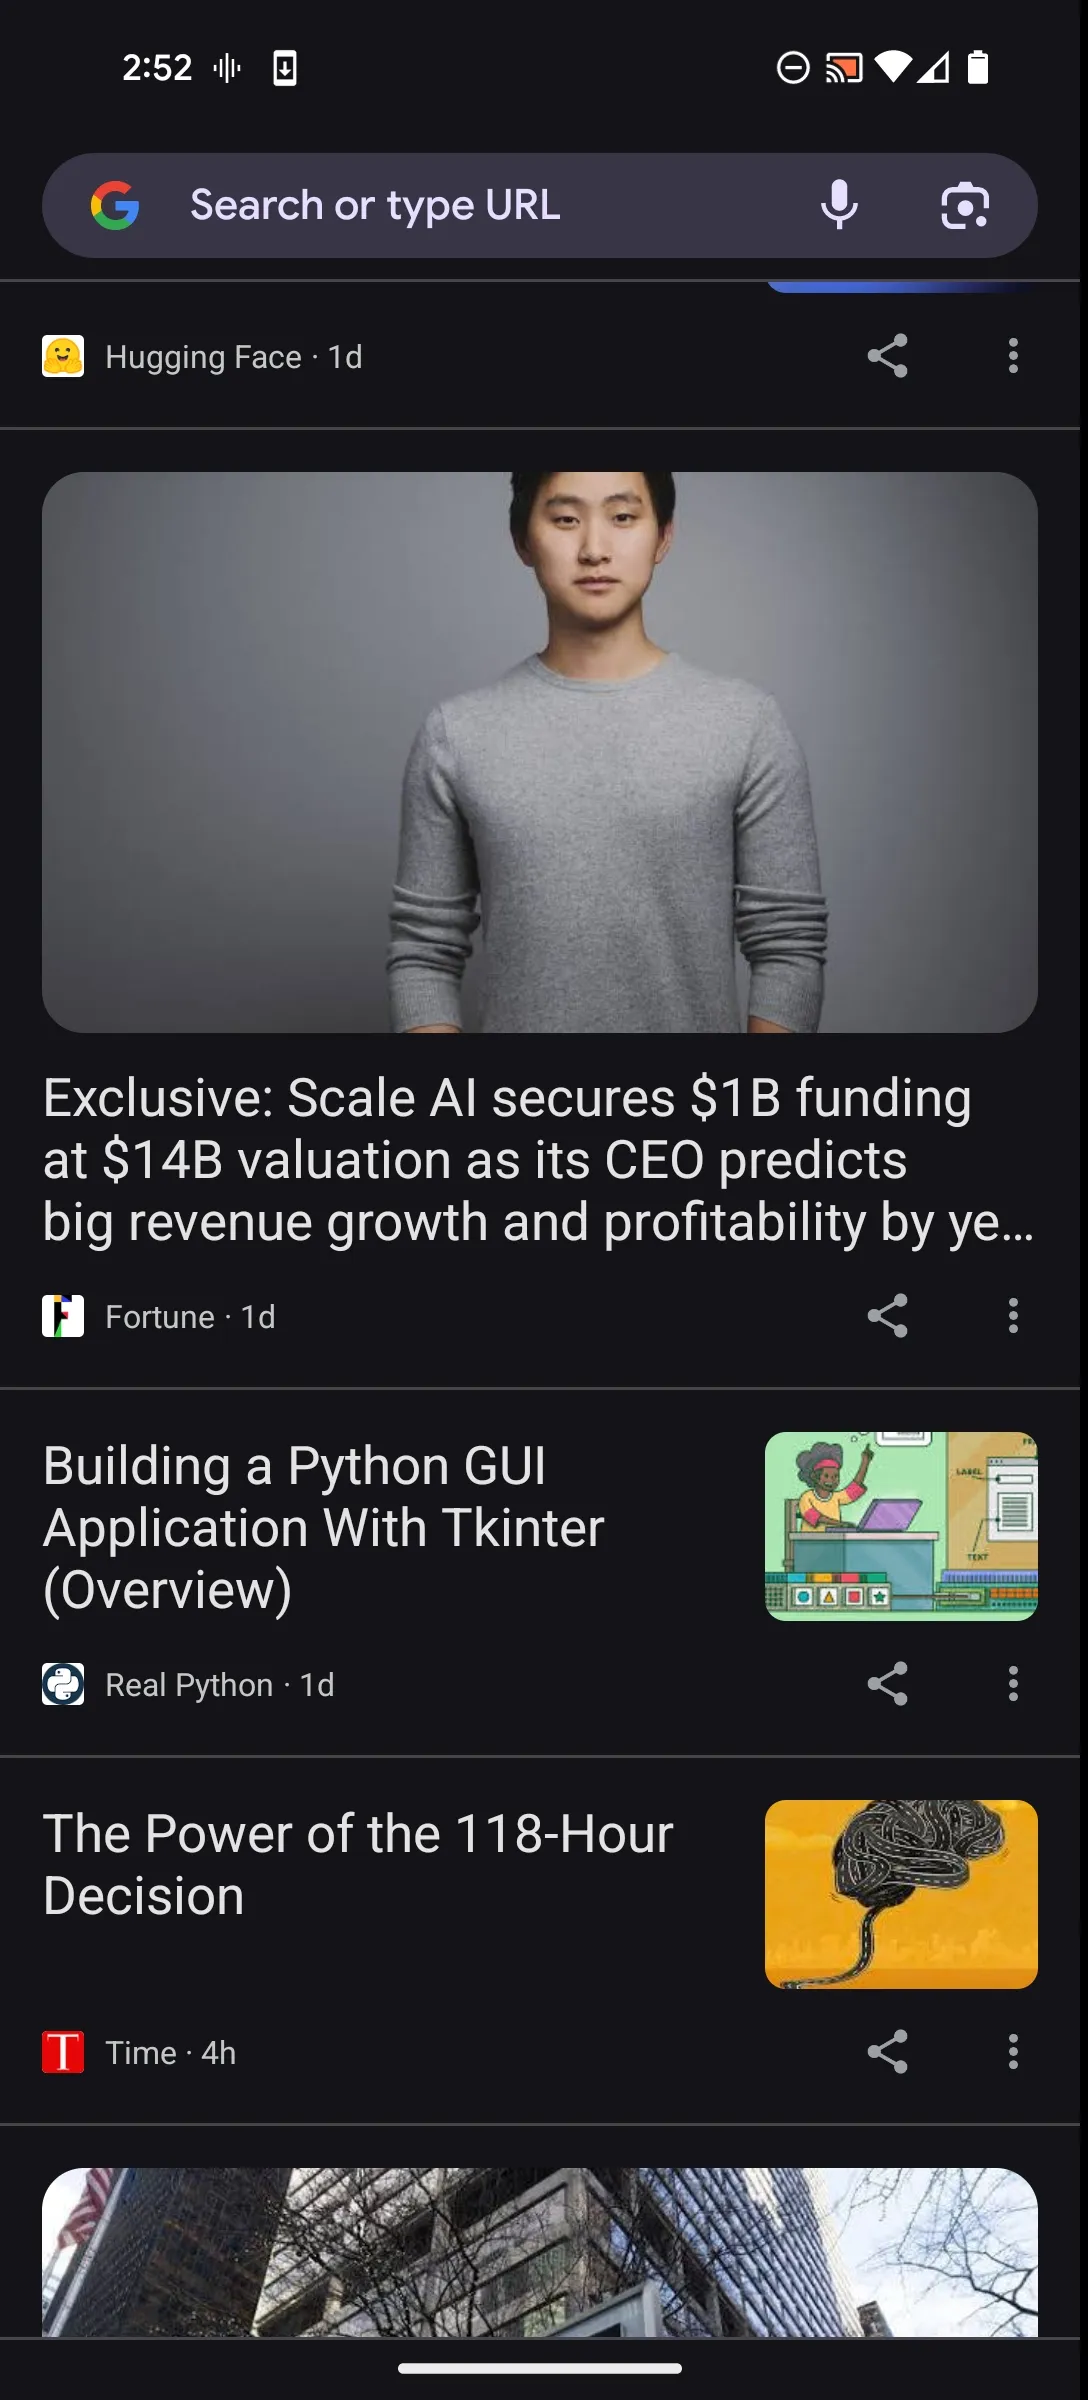 2:52
Search or type URL
Hugging Face · 1d
Exclusive: Scale AI secures $1B funding
at $14B valuation as its CEO predicts
big revenue growth and profitability by ye...
Fortune · 1d
Building a Python GUI
Application With Tkinter
(Overview)
LABEL
TEXT
Real Python · 1d
The Power of the 118-Hour
Decision
T
Time · 4h